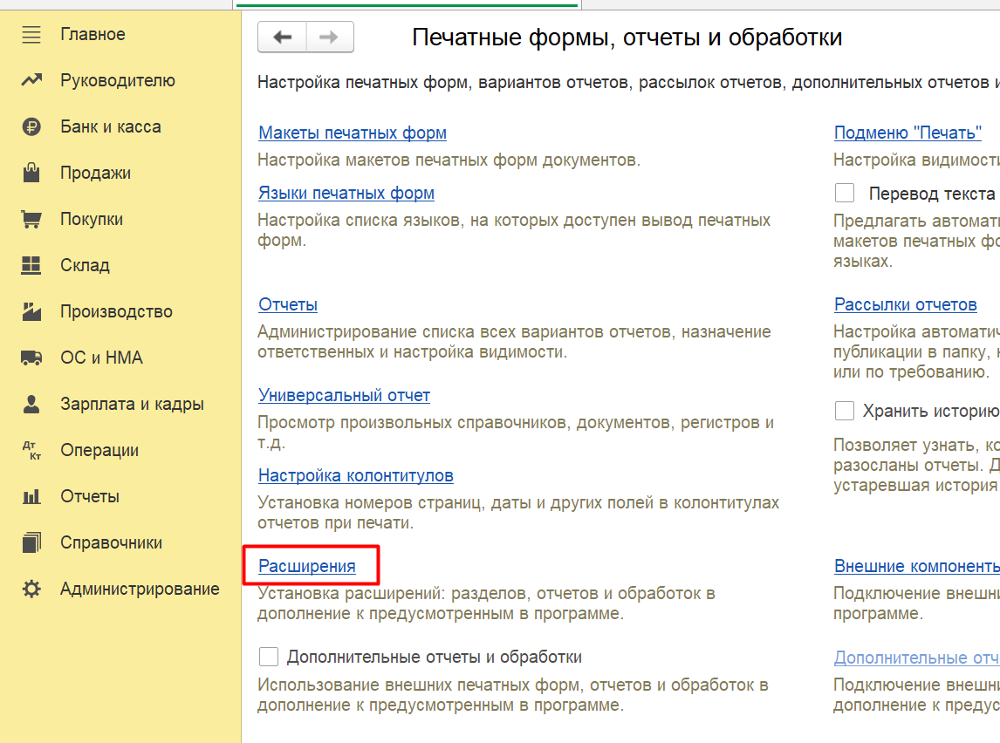 Главное
Руководителю
Банк и касса
Продажи
Покупки
Склад
Производство
ОС и НМА
Зарплата и кадры
Дт
Кт
Операции
Отчеты
Справочники
Администрирование
Печатные формы, отчеты и обработки
Настройка печатных форм, вариантов отчетов, рассылок отчетов, дополнительных отчетов и
Макеты печатных форм
Настройка макетов печатных форм документов.
Языки печатных форм
Настройка списка языков, на которых доступен вывод печатных
форм.
Отчеты
Администрирование списка всех вариантов отчетов, назначение
ответственных и настройка видимости.
Универсальный отчет
Просмотр произвольных справочников, документов, регистров и
т.д.
Настройка колонтитулов
Установка номеров страниц, даты и других полей в колонтитулах
отчетов при печати.
Расширения
Установка расширений: разделов, отчетов и обработок в
дополнение к предусмотренным в программе.
Дополнительные отчеты и обработки
Использование внешних печатных форм, отчетов и обработок в
дополнение к предусмотренным в программе.
Подменю "Печать"
Настройка видимости
Перевод текста
Предлагать автомат
макетов печатных фо
языках.
Рассылки отчетов
Настройка автоматич
публикации в папку,
или по требованию.
Хранить историю
Позволяет узнать, ко
разосланы отчеты. Д
устаревшая история
Внешние компоненты
Подключение внешни
программе.
Дополнительные отч
Подключение внешни
дополнение к предус